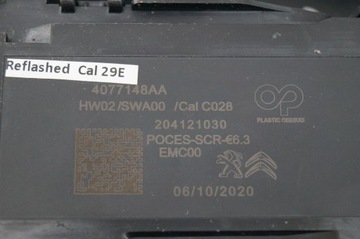 Reflashed Cal 29E
4077148AA
HW02/SWA00 /Cal C028
204121030
PLASTIC OMNIUM
POCES-SCR-€6.3
EMC00
06/10/2020